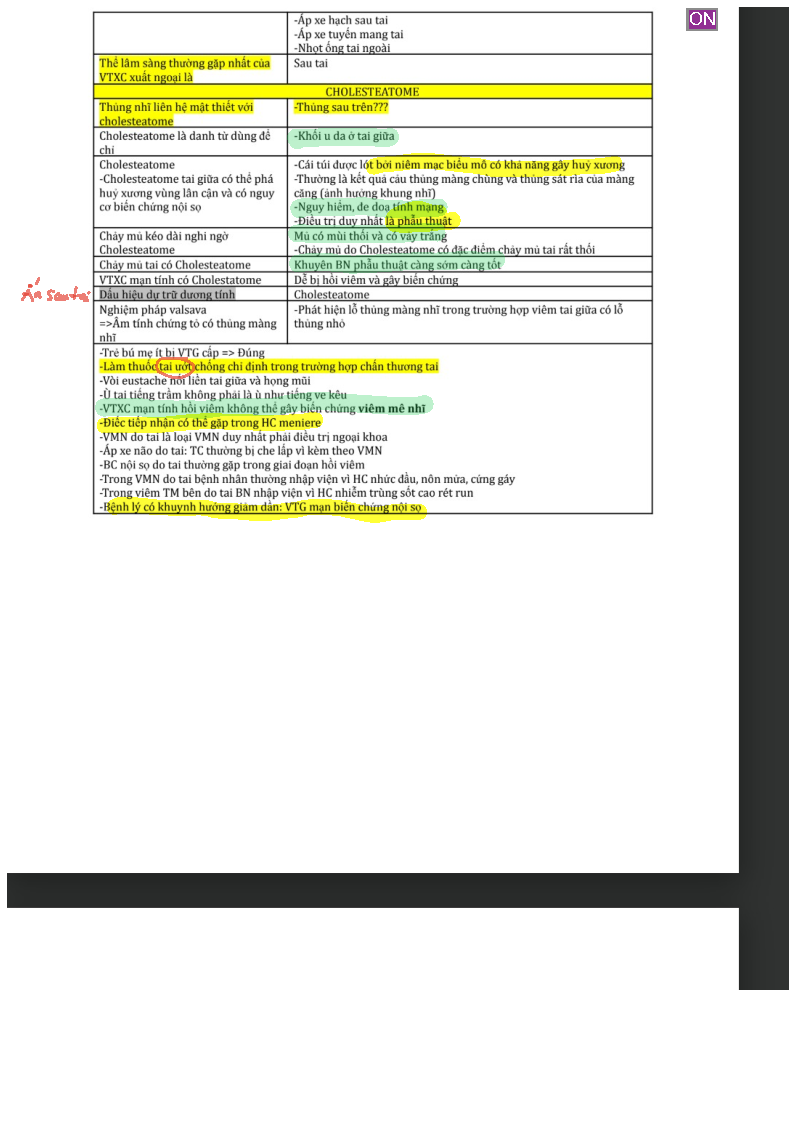 ON
-Áp xe hạch sau tai
-Áp xe tuyến mang tai
-Nhọt ống tai ngoài
Thể lâm sàng thường gặp nhất của
VTXC xuất ngoại là
Sau tai
CHOLESTEATOME
Thủng nhĩ liên hệ mật thiết với
cholesteatome
-Thủng sau trên???
Cholesteatome là danh từ dùng để
chỉ
-Khối u da ở tai giữa
Cholesteatome
-Cholesteatome tai giữa có thể phá
huỷ xương vùng lân cận và có nguy
cơ biến chứng nội sọ
-Cái túi được lót bởi niêm mạc biểu mô có khả năng gây huỷ xương
-Thường là kết quả cảu thủng màng chùng và thủng sát rìa của màng
căng (ảnh hưởng khung nhĩ)
-Nguy hiểm, đe doạ tính mạng
-Điều trị duy nhất là phẫu thuật
Chảy mủ kéo dài nghi ngờ
Cholesteatome
Mủ có mùi thối và có váy trắng
-Chảy mủ do Cholesteatome có đặc điểm chảy mủ tai rất thối
Chảy mủ tai có Cholesteatome
Khuyên BN phẫu thuật càng sớm càng tốt
VTXC mạn tính có Cholestatome
Dễ bị hồi viêm và gây biến chứng
Ấn sau tai
Dấu hiệu dự trữ dương tính
Cholesteatome
Nghiệm pháp valsava
=>Âm tính chứng tỏ có thủng màng
nhĩ
-Phát hiện lỗ thủng màng nhĩ trong trường hợp viêm tai giữa có lỗ
thủng nhỏ
-Trẻ bú mẹ ít bị VTG cấp => Đúng
-Làm thuốc tai ướt chống chỉ định trong trường hợp chấn thương tai
-Vòi eustache nối liền tai giữa và họng mũi
-Ù tai tiếng trầm không phải là ù như tiếng ve kêu
-VTXC mạn tính hồi viêm không thể gây biến chứng viêm mê nhĩ
-Điếc tiếp nhận có thể gặp trong HC meniere
-VMN do tai là loại VMN duy nhất phải điều trị ngoại khoa
-Áp xe não do tai: TC thường bị che lấp vì kèm theo VMN
-BC nội sọ do tai thường gặp trong giai đoạn hồi viêm
-Trong VMN do tai bệnh nhân thường nhập viện vì HC nhức đầu, nôn mửa, cứng gáy
-Trong viêm TM bên do tai BN nhập viện vì HC nhiễm trùng sốt cao rét run
-Bệnh lý có khuynh hướng giảm dần: VTG mạn biến chứng nội sọ